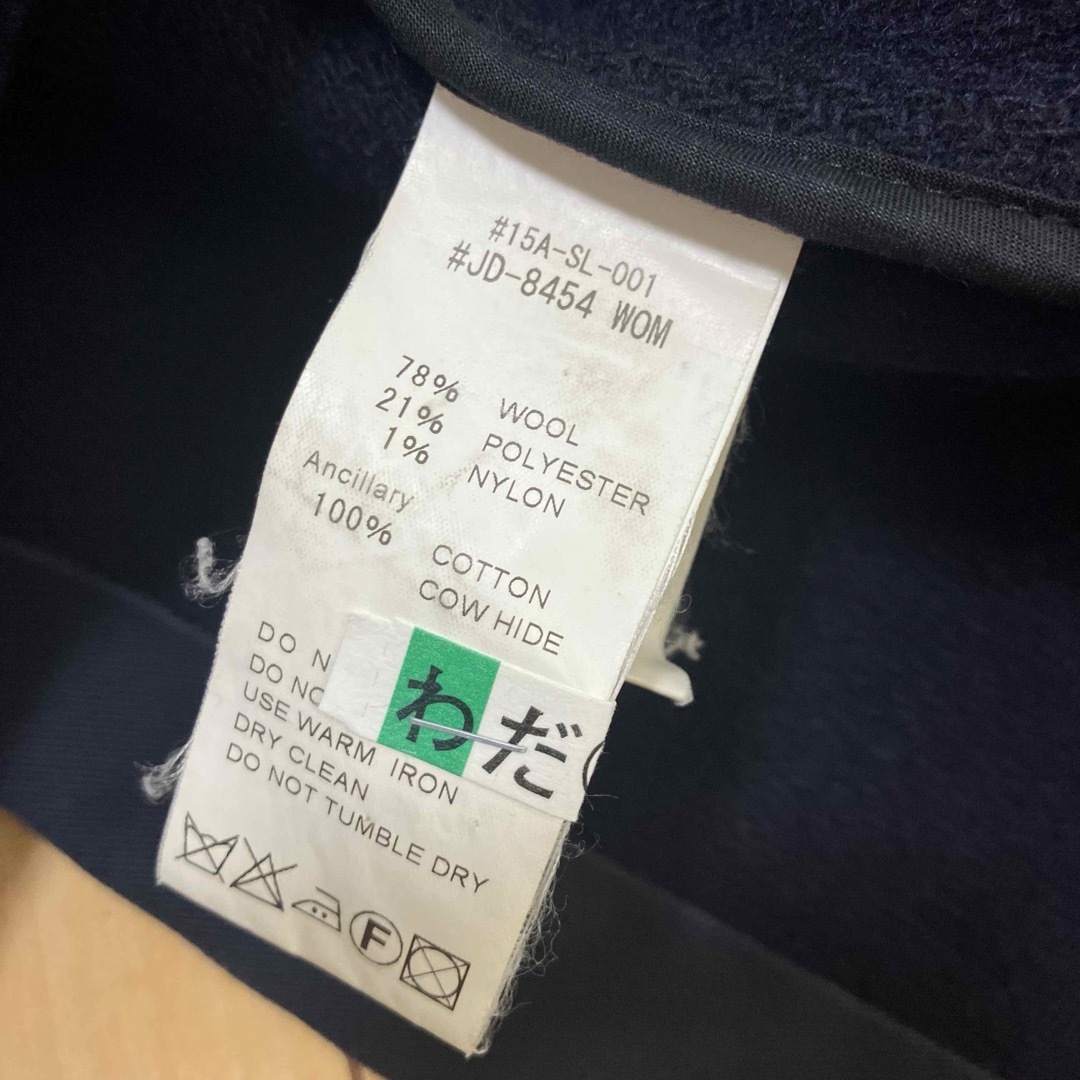 #15A-SL-001
#JD-8454 WOM
78% WOOL
21% POLYESTER
1% NYLON
Ancillary
100% COTTON
COW HIDE
DO N
DO NO
USE WARM IRON
DRY CLEAN
DO NOT TUMBLE DRY
わだ
F